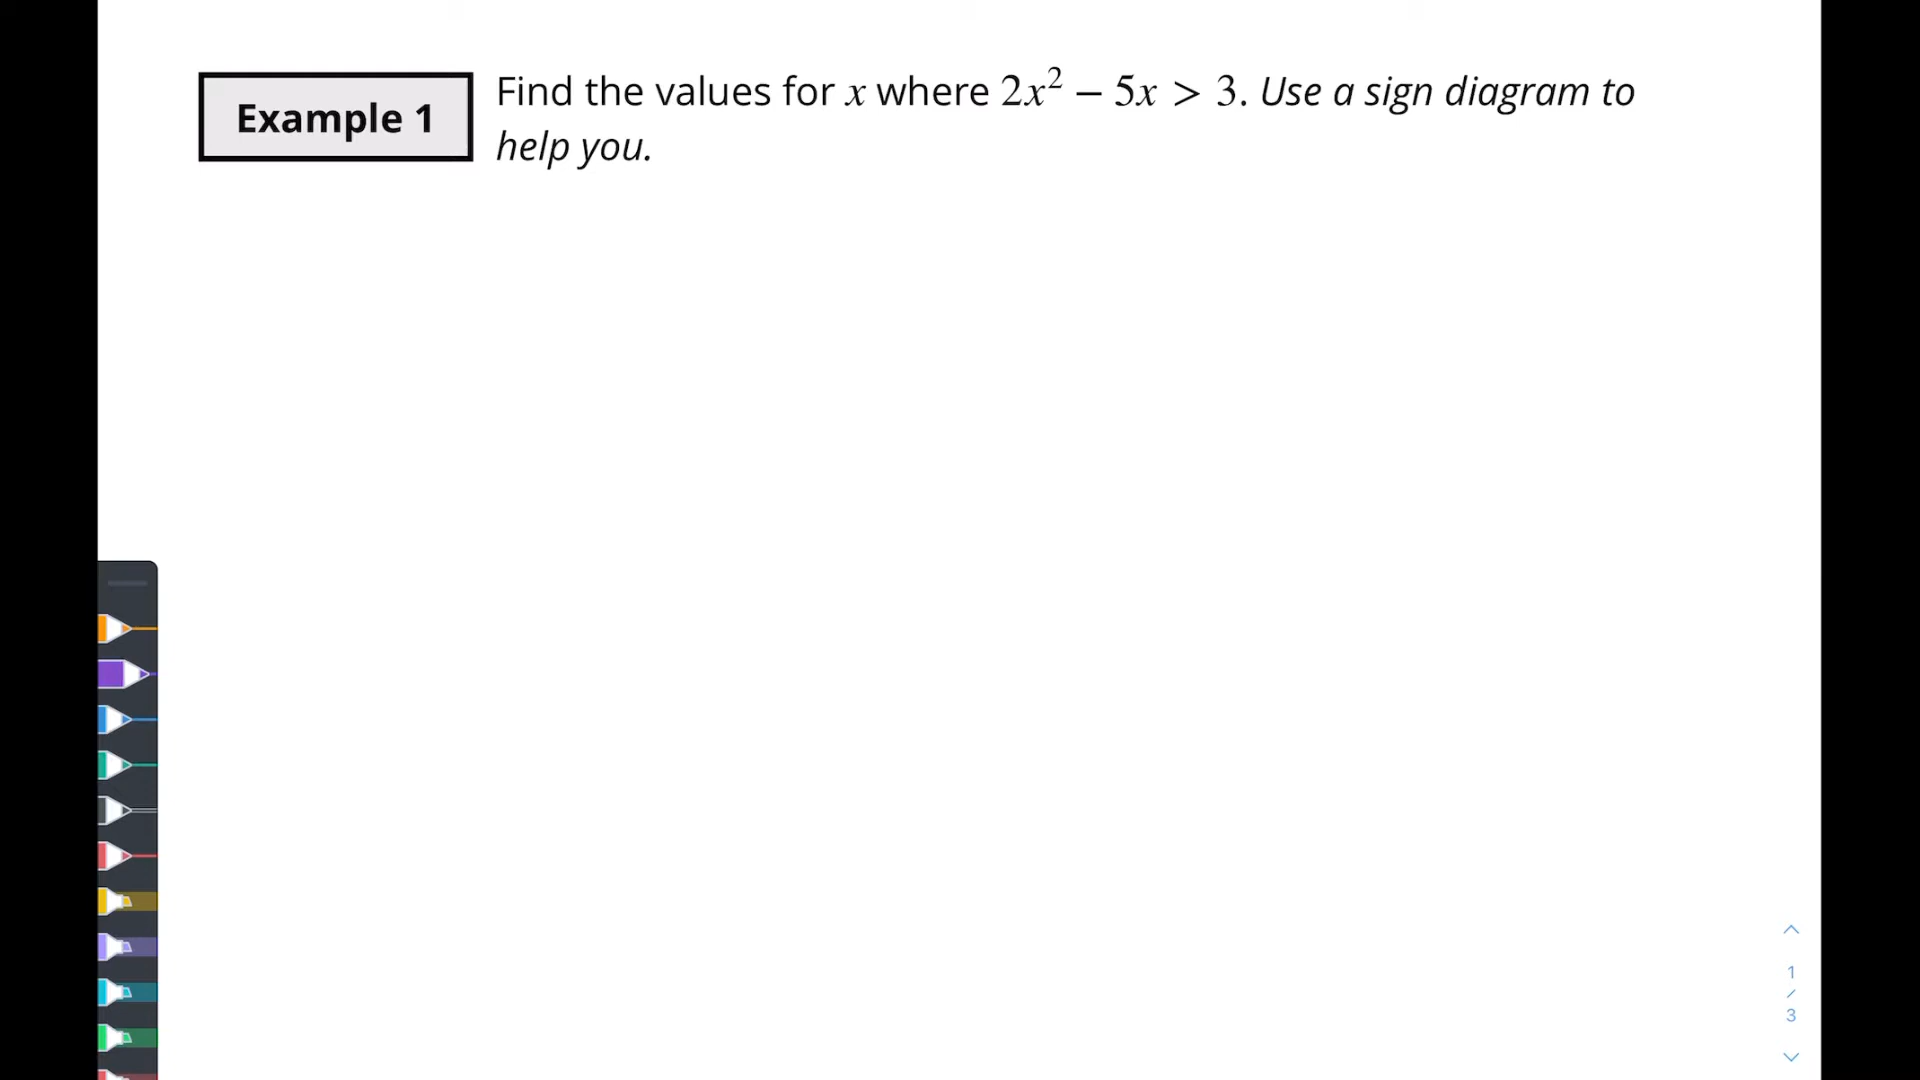 Example 1
Find the values for x where 2x² − 5x > 3. Use a sign diagram to
help you.
1
/
3